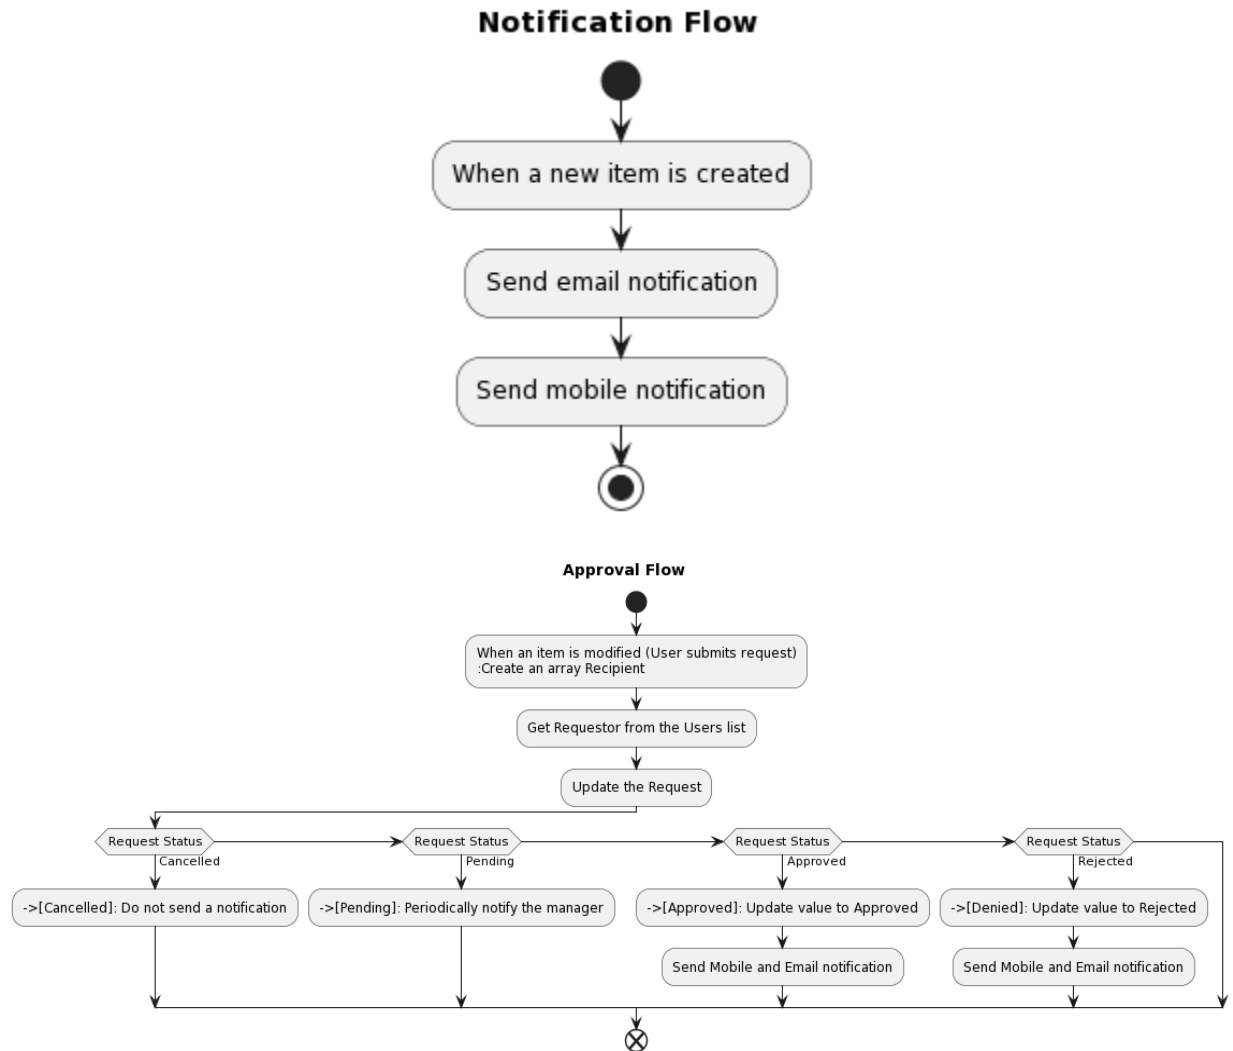 Notification Flow
When a new item is created
Send email notification
Send mobile notification
Approval Flow
When an item is modified (User submits request)
:Create an array Recipient
Get Requestor from the Users list
Update the Request
Request Status
Cancelled
->[Cancelled]: Do not send a notification
Request Status
Pending
->[Pending]: Periodically notify the manager
Request Status
Approved
->[Approved]: Update value to Approved
Send Mobile and Email notification
Request Status
Rejected
->[Denied]: Update value to Rejected
Send Mobile and Email notification